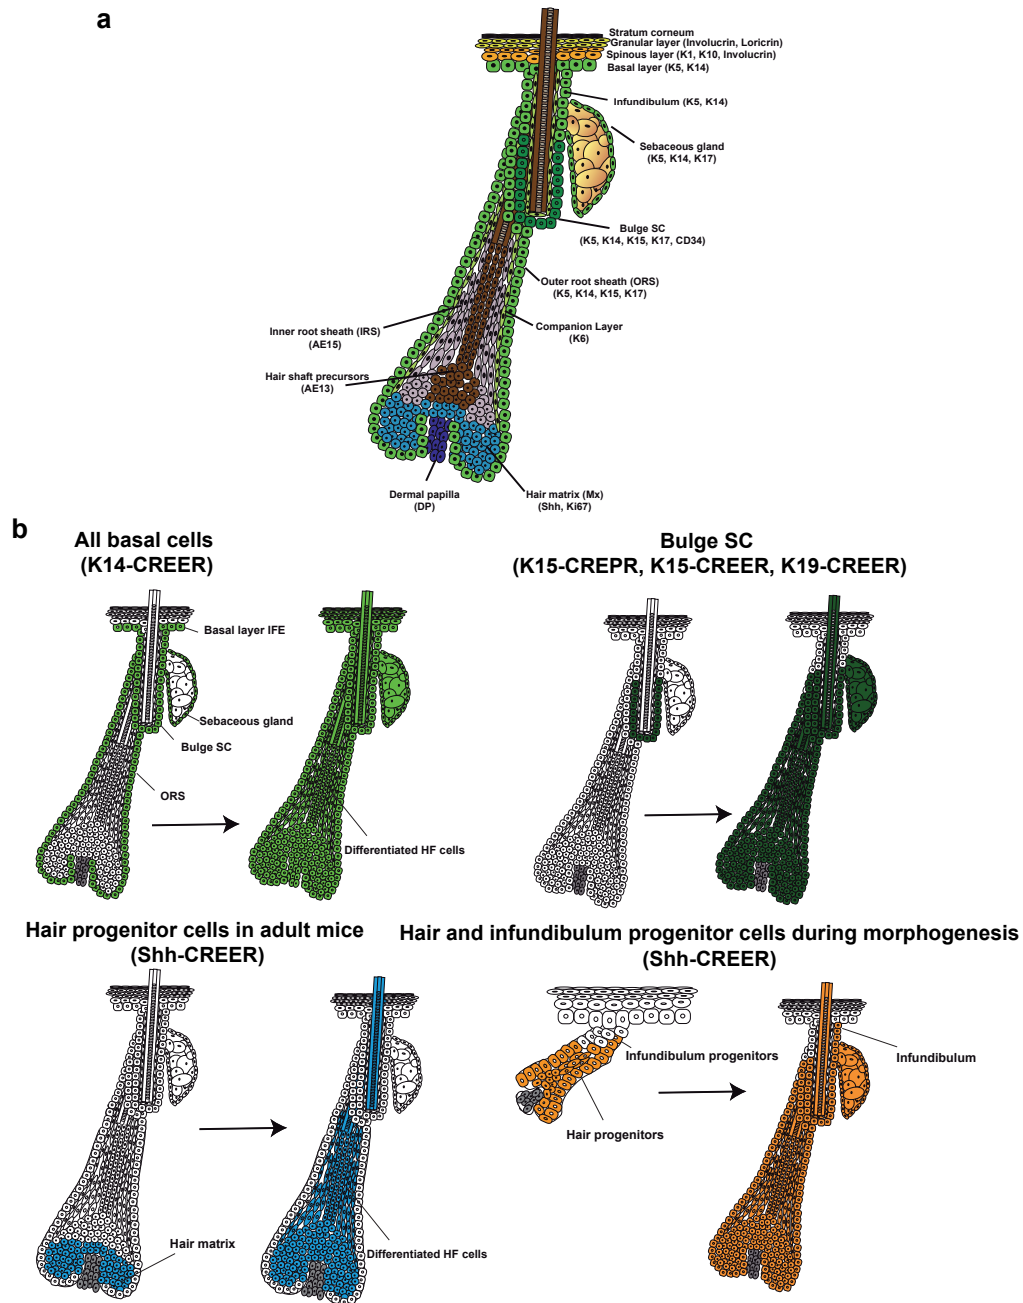 a
Stratum corneum
Granular layer (Involucrin, Loricrin)
Spinous layer (K1, K10, Involucrin)
Basal layer (K5, K14)
Infundibulum (K5, K14)
Sebaceous gland
(K5, K14, K17)
Bulge SC
(K5, K14, K15, K17, CD34)
Outer root sheath (ORS)
(K5, K14, K15, K17)
Inner root sheath (IRS)
(AE15)
Companion Layer
(K6)
Hair shaft precursors
(AE13)
Dermal papilla
(DP)
Hair matrix (Mx)
(Shh, Ki67)
b
All basal cells
(K14-CREER)
Basal layer IFE
Sebaceous gland
Bulge SC
ORS
Differentiated HF cells
Bulge SC
(K15-CREPR, K15-CREER, K19-CREER)
Hair progenitor cells in adult mice
(Shh-CREER)
Hair matrix
Differentiated HF cells
Hair and infundibulum progenitor cells during morphogenesis
(Shh-CREER)
Infundibulum progenitors
Hair progenitors
Infundibulum